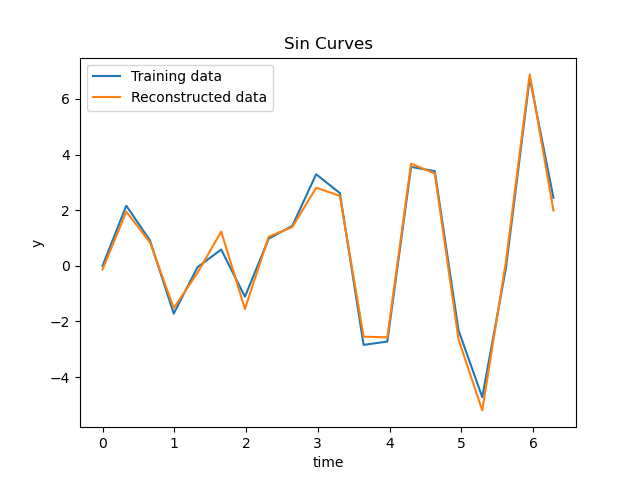 Sin Curves
Training data
Reconstructed data
6
4
2
0
−2
−4
y
0 1 2 3 4 5 6
time